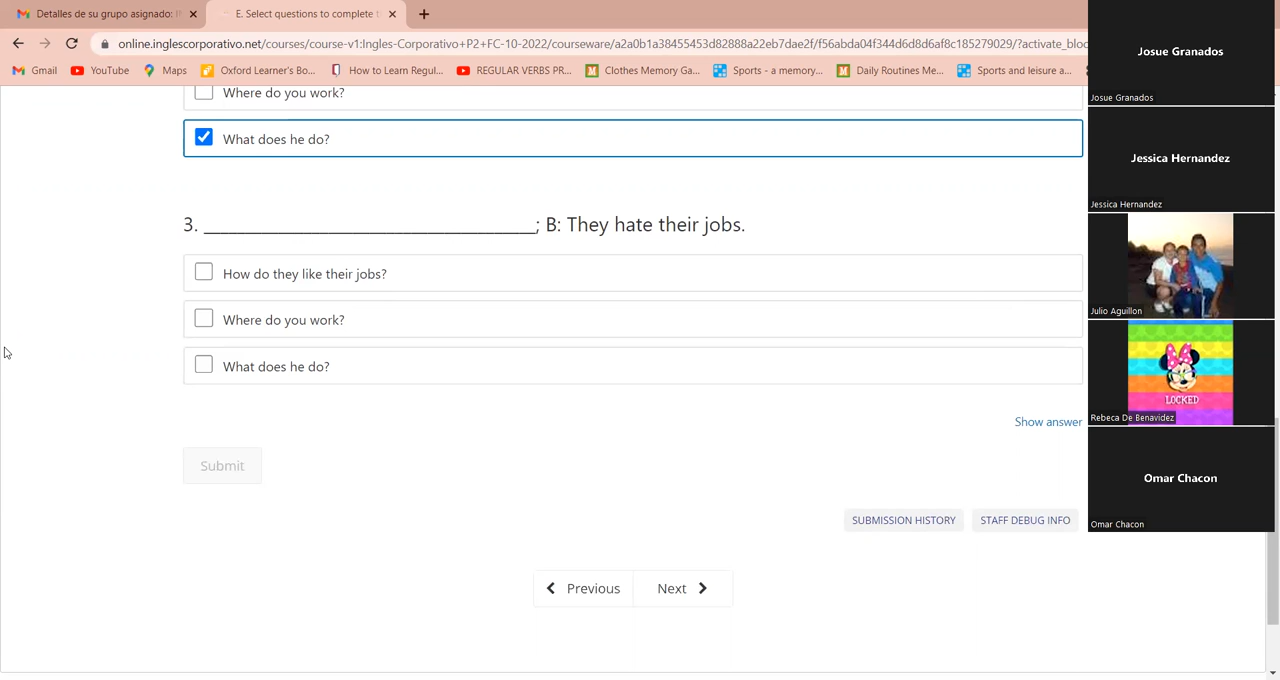 Detalles de su grupo asignado: I
E. Select questions to complete t
online.inglescorporativo.net/courses/course-v1:Ingles-Corporativo+P2+FC-10-2022/courseware/a2a0b1a38455453d82888a22eb7dae2f/f56abda04f344d6d8d6af8c185279029/?activate_bloc
Gmail
YouTube
Maps
Oxford Learner's Bo...
How to Learn Regul...
REGULAR VERBS PR...
Clothes Memory Ga...
Sports - a memory...
Daily Routines Me...
Sports and leisure a...
Where do you work?
What does he do?
3. ________________________________; B: They hate their jobs.
How do they like their jobs?
Where do you work?
What does he do?
Show answer
Submit
SUBMISSION HISTORY
STAFF DEBUG INFO
Previous
Next
Josue Granados
Josue Granados
Jessica Hernandez
Jessica Hernandez
Julio Aguillon
LOCKED
Rebeca De Benavidez
Omar Chacon
Omar Chacon